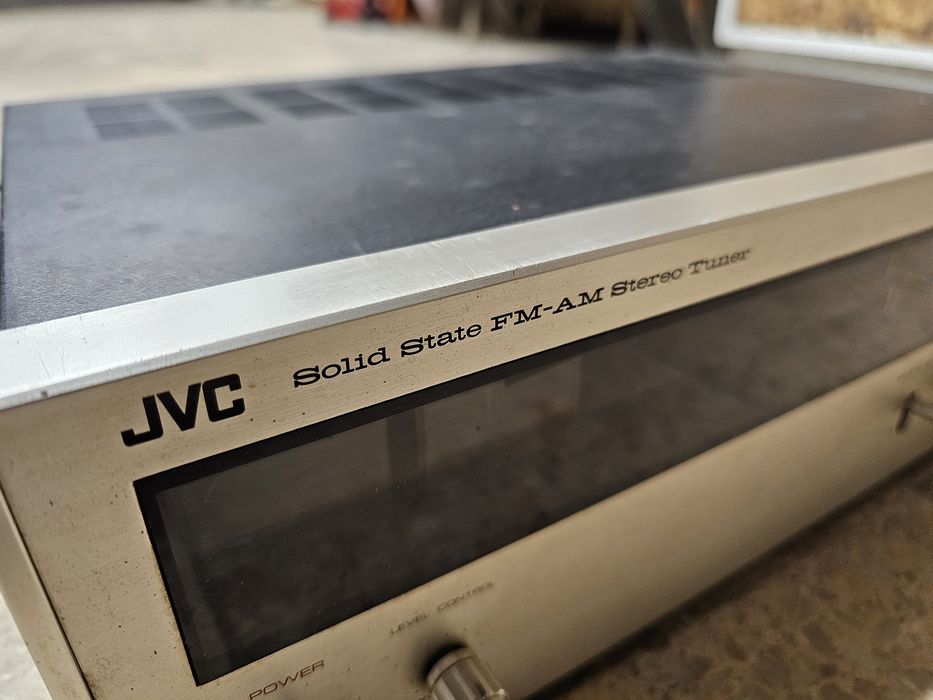 JVC Solid State FM-AM Stereo Tuner
LEVEL CONTROL
POWER